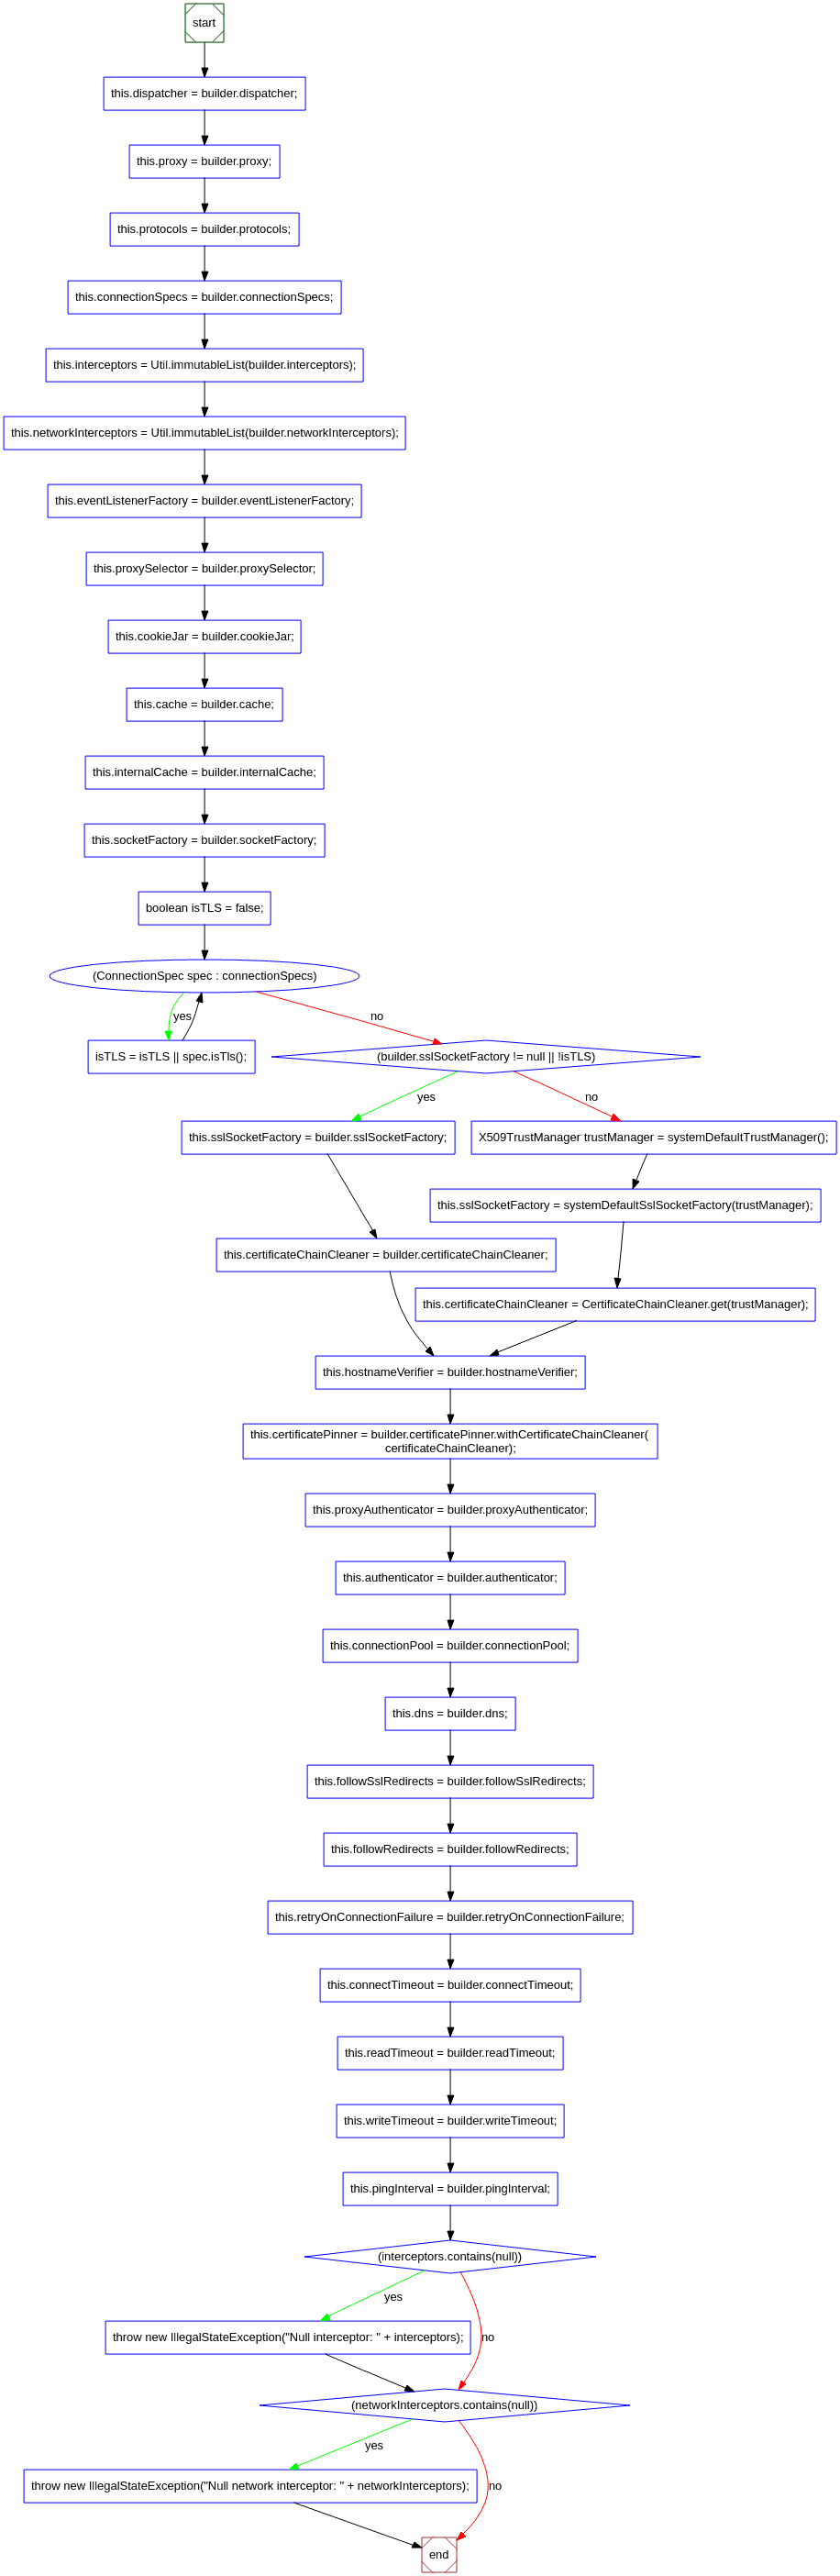 start
this.dispatcher = builder.dispatcher;
this.proxy = builder.proxy;
this.protocols = builder.protocols;
this.connectionSpecs = builder.connectionSpecs;
this.interceptors = Util.immutableList(builder.interceptors);
this.networkInterceptors = Util.immutableList(builder.networkInterceptors);
this.eventListenerFactory = builder.eventListenerFactory;
this.proxySelector = builder.proxySelector;
this.cookieJar = builder.cookieJar;
this.cache = builder.cache;
this.internalCache = builder.internalCache;
this.socketFactory = builder.socketFactory;
boolean isTLS = false;
(ConnectionSpec spec : connectionSpecs)
yes
no
isTLS = isTLS || spec.isTls();
(builder.sslSocketFactory != null || !isTLS)
yes
no
this.sslSocketFactory = builder.sslSocketFactory;
X509TrustManager trustManager = systemDefaultTrustManager();
this.sslSocketFactory = systemDefaultSslSocketFactory(trustManager);
this.certificateChainCleaner = builder.certificateChainCleaner;
this.certificateChainCleaner = CertificateChainCleaner.get(trustManager);
this.hostnameVerifier = builder.hostnameVerifier;
this.certificatePinner = builder.certificatePinner.withCertificateChainCleaner(
certificateChainCleaner);
this.proxyAuthenticator = builder.proxyAuthenticator;
this.authenticator = builder.authenticator;
this.connectionPool = builder.connectionPool;
this.dns = builder.dns;
this.followSslRedirects = builder.followSslRedirects;
this.followRedirects = builder.followRedirects;
this.retryOnConnectionFailure = builder.retryOnConnectionFailure;
this.connectTimeout = builder.connectTimeout;
this.readTimeout = builder.readTimeout;
this.writeTimeout = builder.writeTimeout;
this.pingInterval = builder.pingInterval;
(interceptors.contains(null))
yes
throw new IllegalStateException("Null interceptor: " + interceptors);
no
(networkInterceptors.contains(null))
yes
throw new IllegalStateException("Null network interceptor: " + networkInterceptors);
no
end